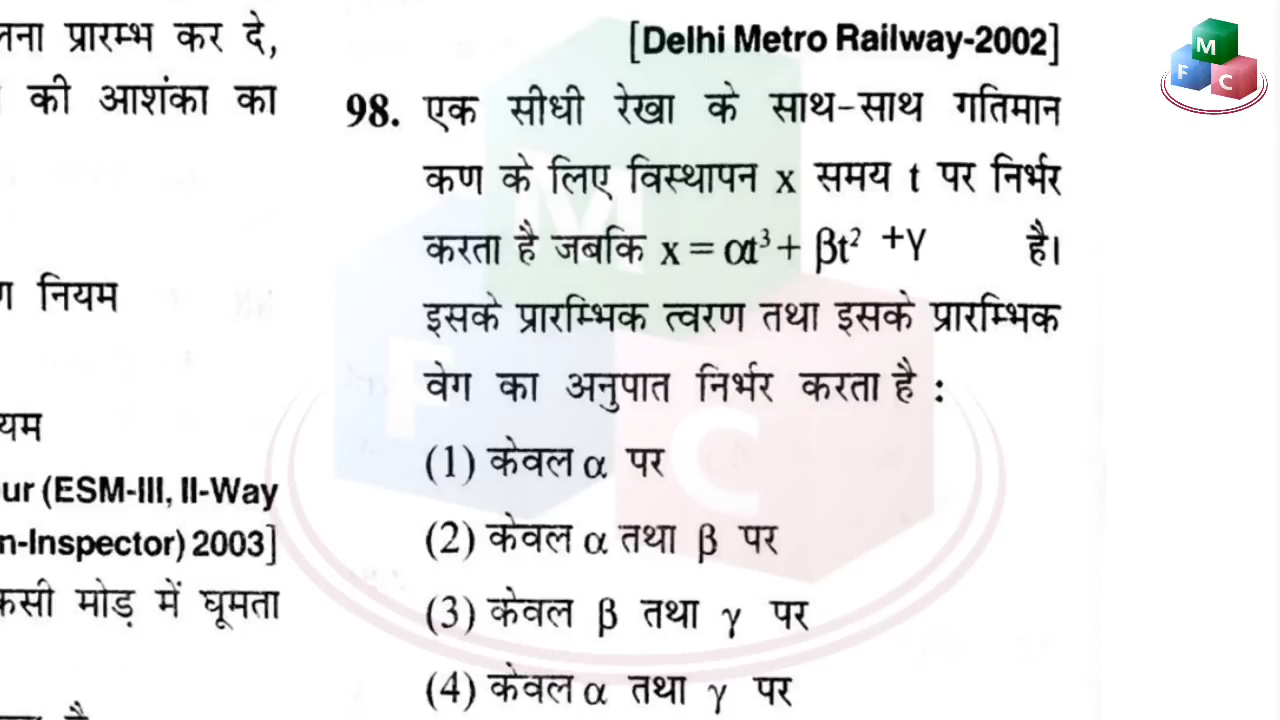 लना प्रारम्भ कर दे,
की आशंका का
ग नियम
यम
ur (ESM-III, II-Way
n-Inspector) 2003]
कसी मोड़ में घूमता
[Delhi Metro Railway-2002]
98. एक सीधी रेखा के साथ-साथ गतिमान
कण के लिए विस्थापन x समय t पर निर्भर
करता है जबकि x = αt³ + βt² +γ है।
इसके प्रारम्भिक त्वरण तथा इसके प्रारम्भिक
वेग का अनुपात निर्भर करता है :
(1) केवल α पर
(2) केवल α तथा β पर
(3) केवल β तथा γ पर
(4) केवल α तथा γ पर
M
F C
M
F C